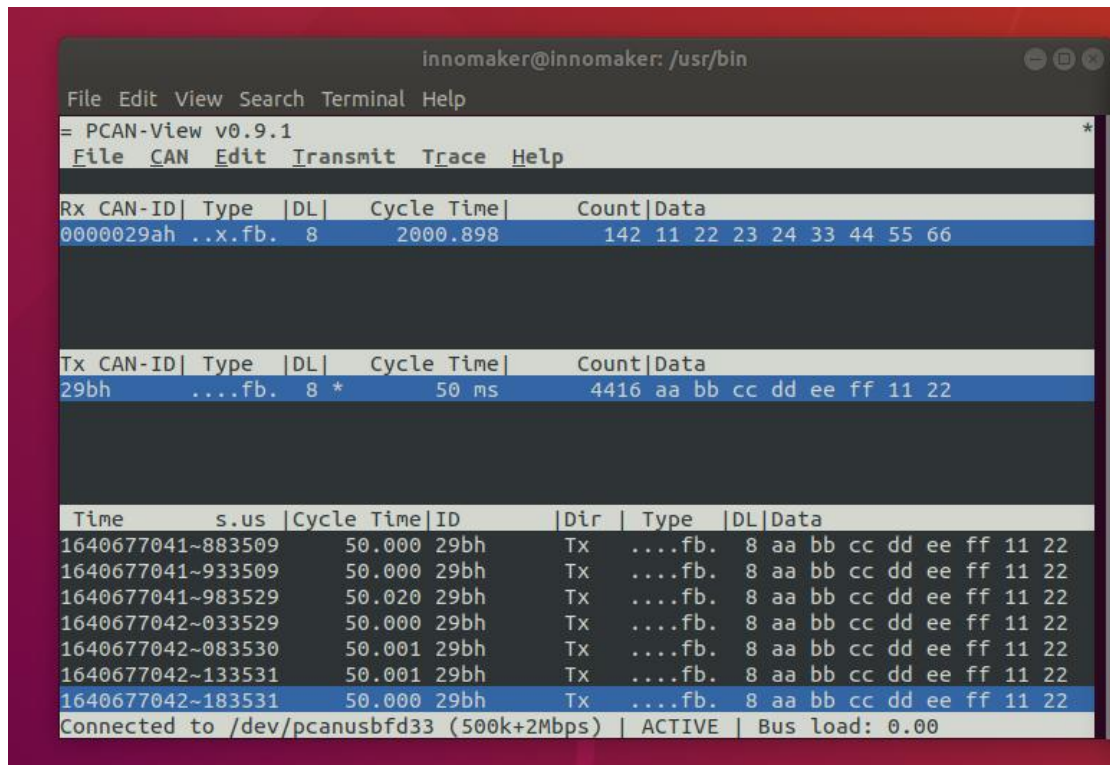 innomaker@innomaker: /usr/bin
File Edit View Search Terminal Help
= PCAN-View v0.9.1 *
File CAN Edit Transmit Trace Help
Rx CAN-ID| Type |DL| Cycle Time| Count|Data
0000029ah ..x.fb. 8 2000.898 142 11 22 23 24 33 44 55 66
Tx CAN-ID| Type |DL| Cycle Time| Count|Data
29bh ....fb. 8 * 50 ms 4416 aa bb cc dd ee ff 11 22
Time s.us |Cycle Time|ID |Dir | Type |DL|Data
1640677041~883509 50.000 29bh Tx ....fb. 8 aa bb cc dd ee ff 11 22
1640677041~933509 50.000 29bh Tx ....fb. 8 aa bb cc dd ee ff 11 22
1640677041~983529 50.020 29bh Tx ....fb. 8 aa bb cc dd ee ff 11 22
1640677042~033529 50.000 29bh Tx ....fb. 8 aa bb cc dd ee ff 11 22
1640677042~083530 50.001 29bh Tx ....fb. 8 aa bb cc dd ee ff 11 22
1640677042~133531 50.001 29bh Tx ....fb. 8 aa bb cc dd ee ff 11 22
1640677042~183531 50.000 29bh Tx ....fb. 8 aa bb cc dd ee ff 11 22
Connected to /dev/pcanusbfd33 (500k+2Mbps) | ACTIVE | Bus load: 0.00